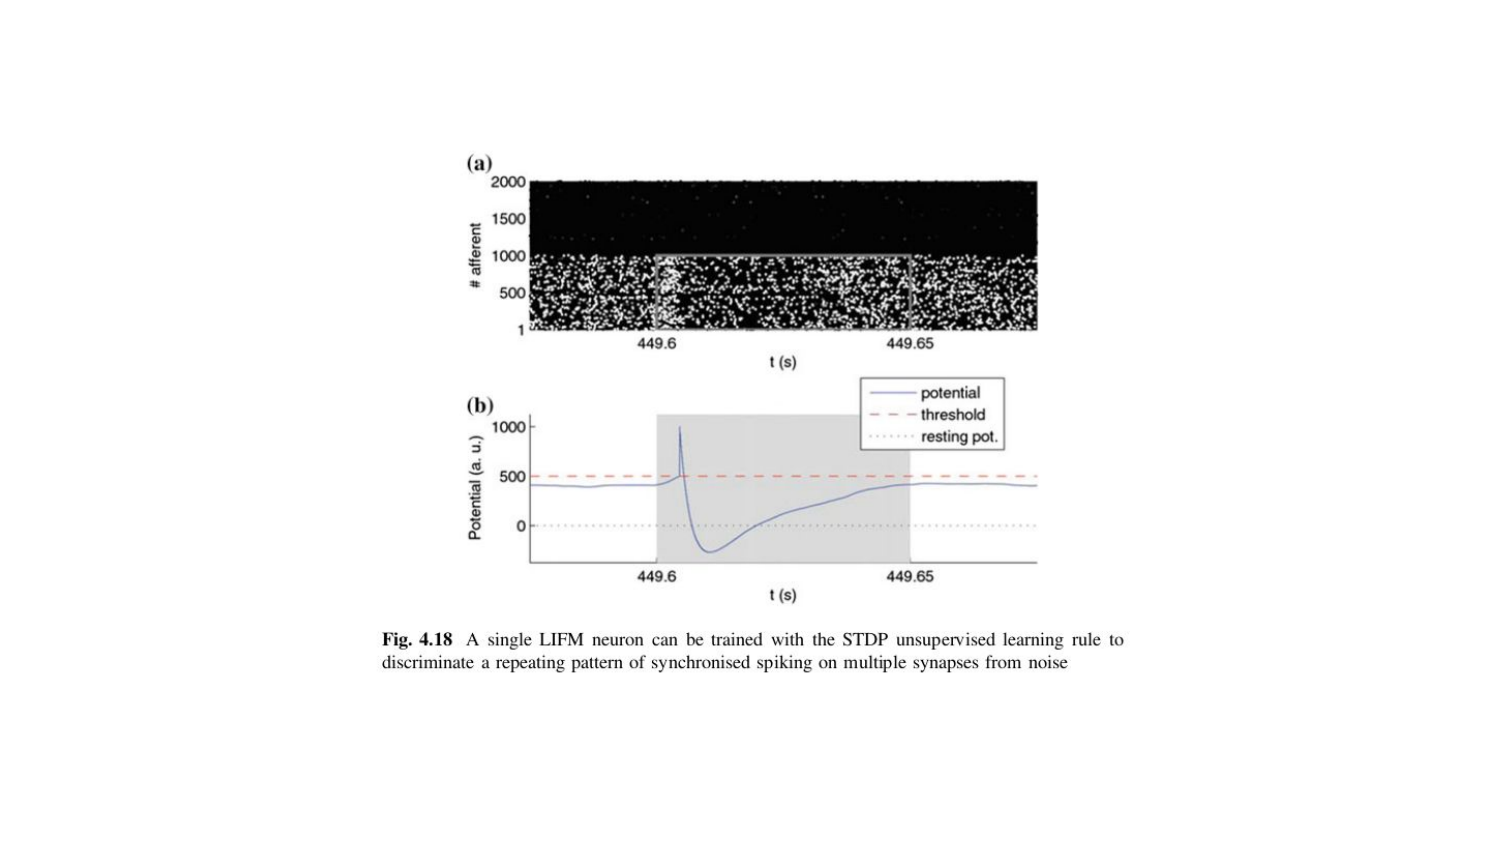 (a)
2000
1500
1000
500
1
# afferent
449.6 449.65
t (s)
(b)
potential
threshold
resting pot.
1000
500
0
Potential (a. u.)
449.6 449.65
t (s)
Fig. 4.18 A single LIFM neuron can be trained with the STDP unsupervised learning rule to
discriminate a repeating pattern of synchronised spiking on multiple synapses from noise